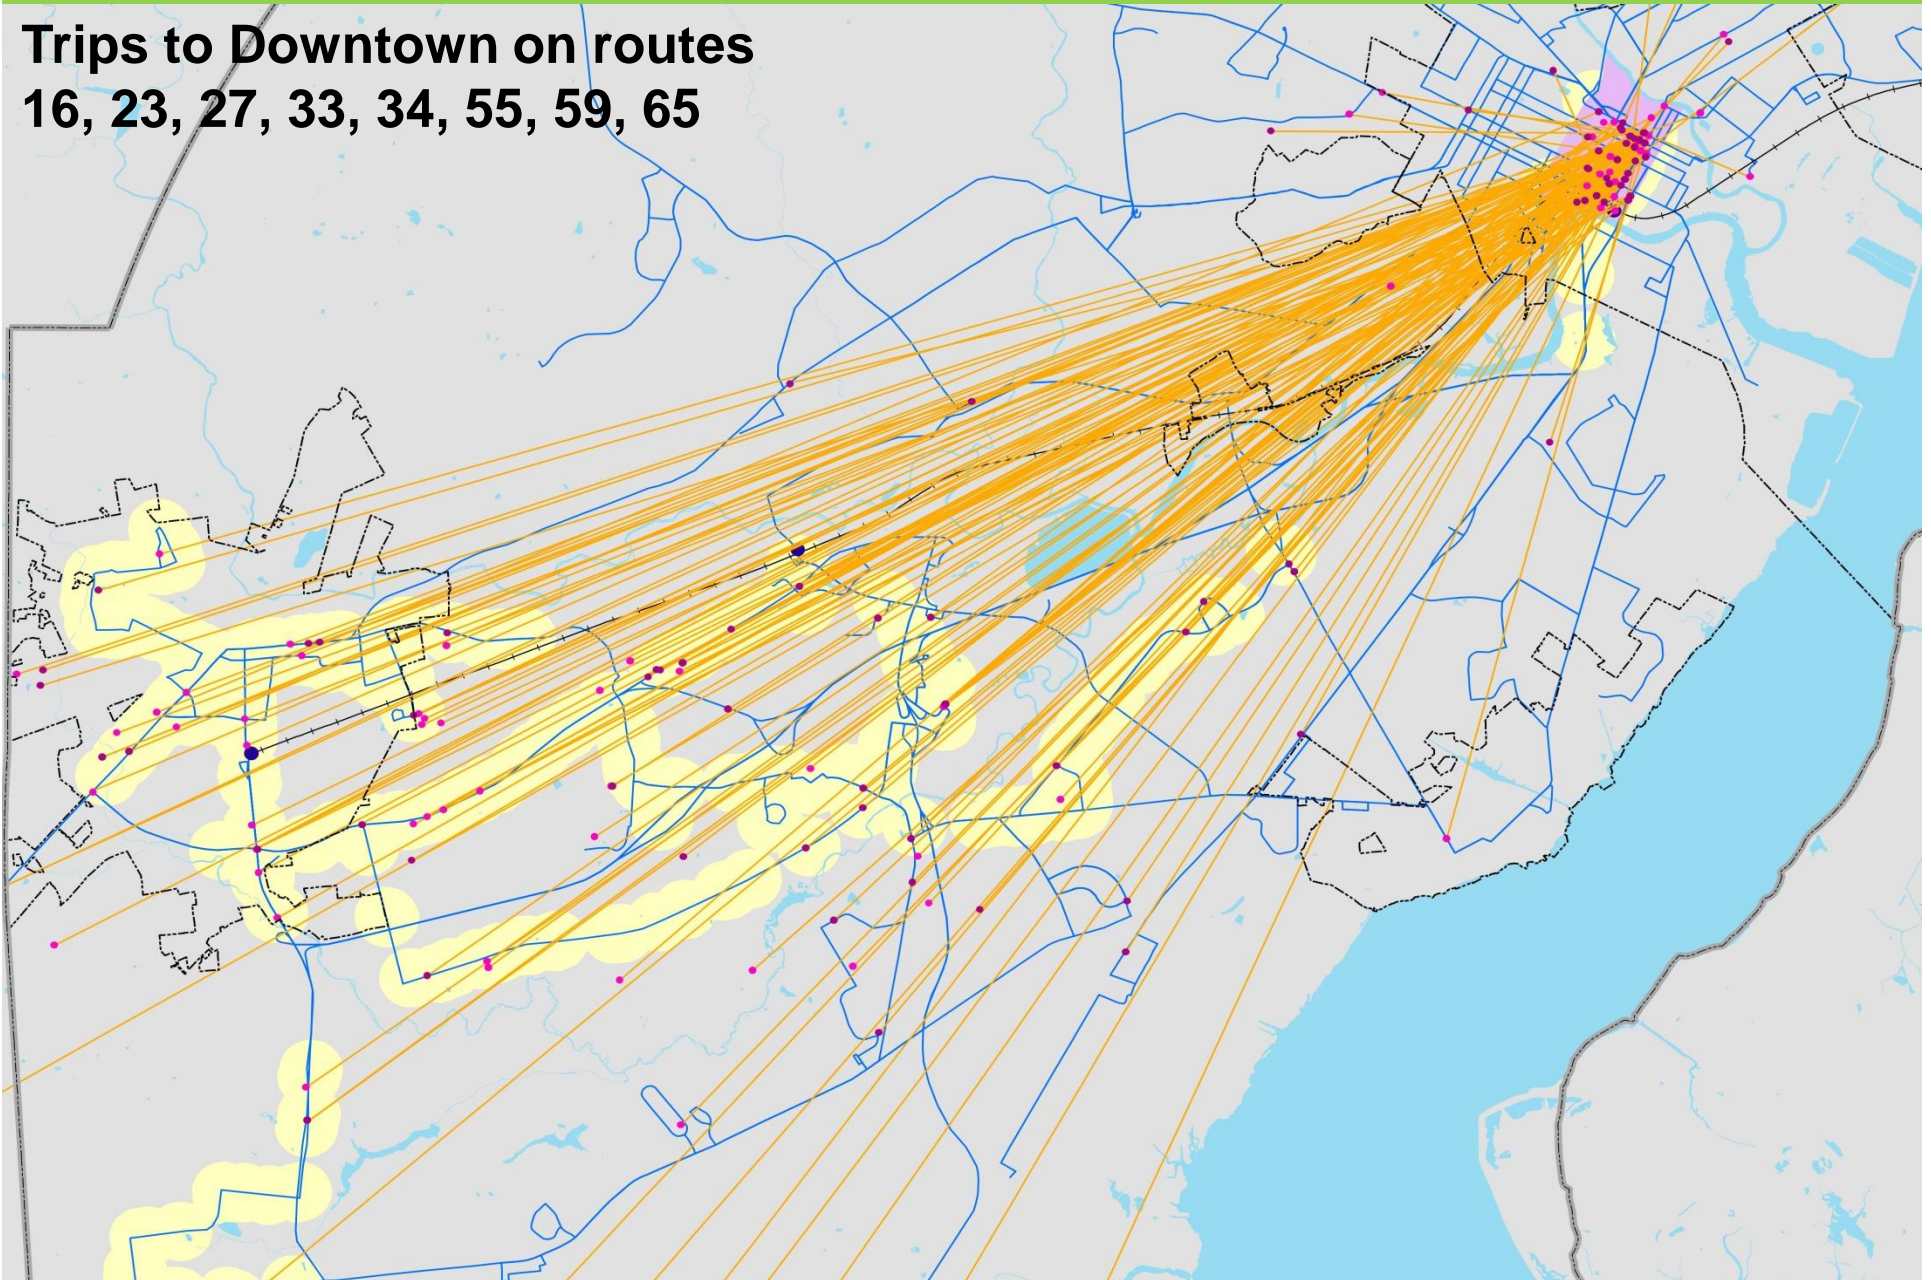 Trips to Downtown on routes
16, 23, 27, 33, 34, 55, 59, 65